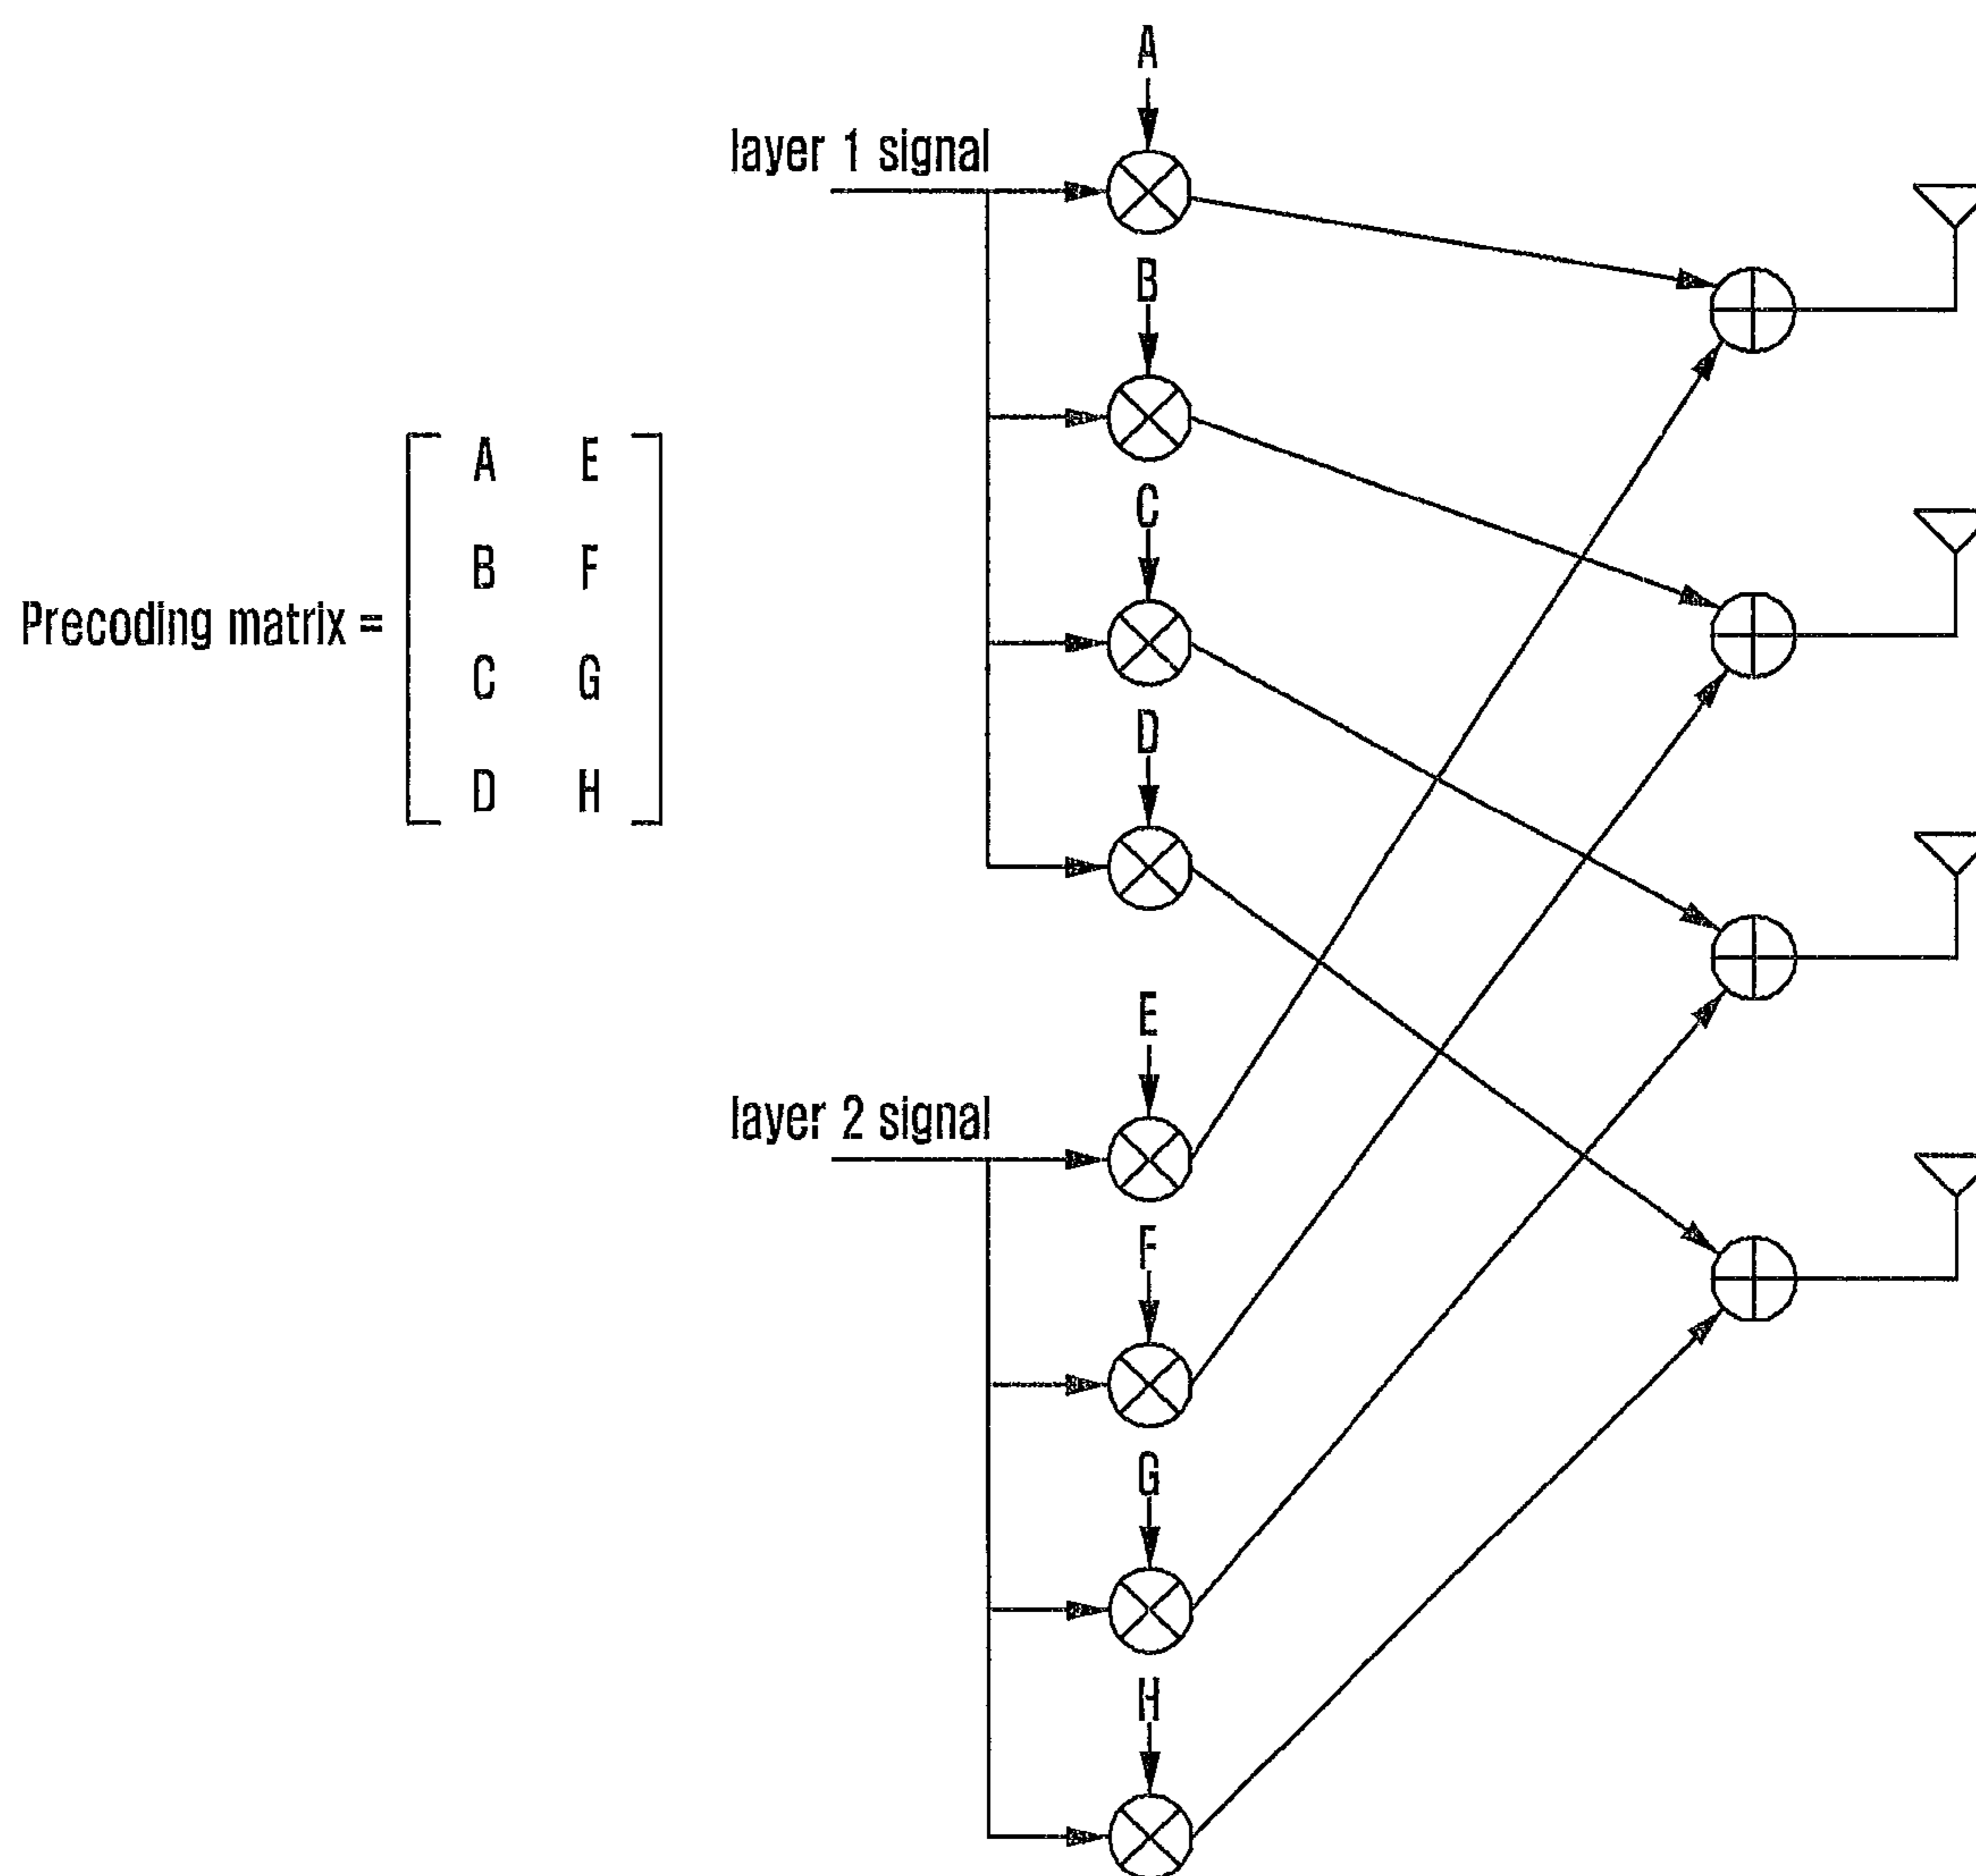 Precoding matrix =
A E
B F
C G
D H
layer 1 signal
A
B
C
D
layer 2 signal
E
F
G
H